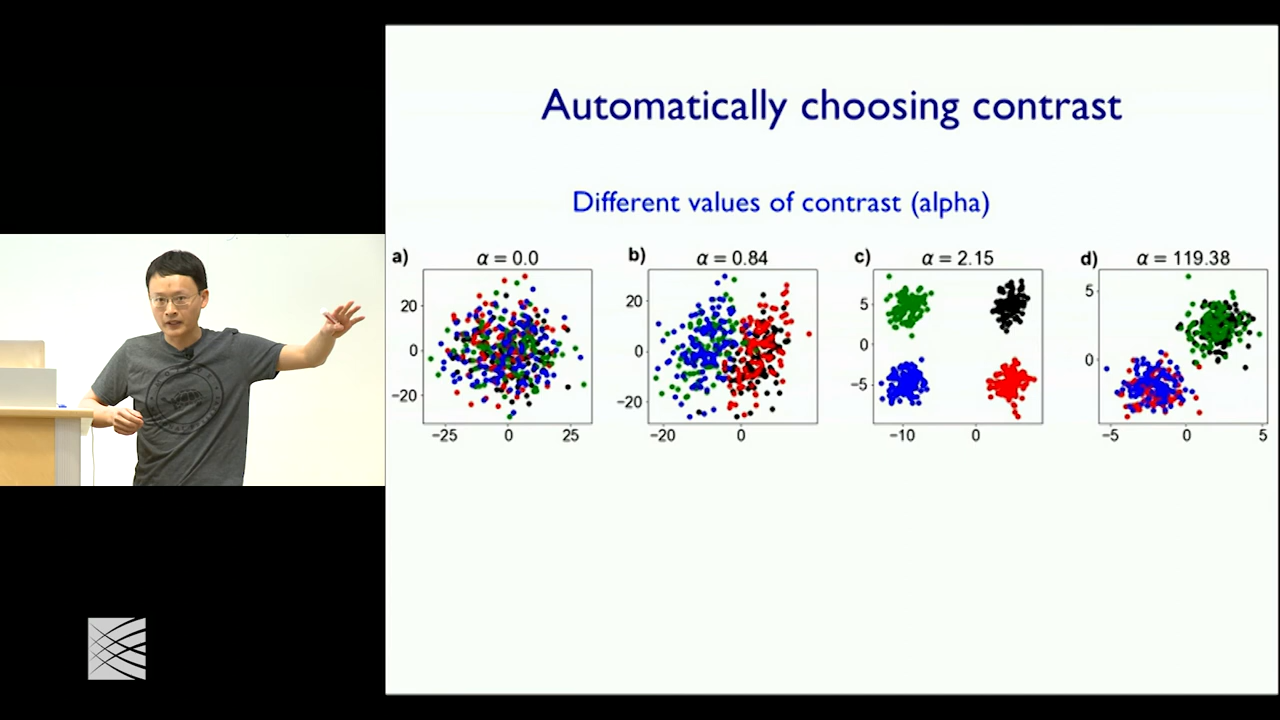 Automatically choosing contrast
Different values of contrast (alpha)
a) α = 0.0
20
0
−20
−25 0 25
b) α = 0.84
20
0
−20
−20 0
c) α = 2.15
5
0
−5
−10 0
d) α = 119.38
5
0
−5 0 5